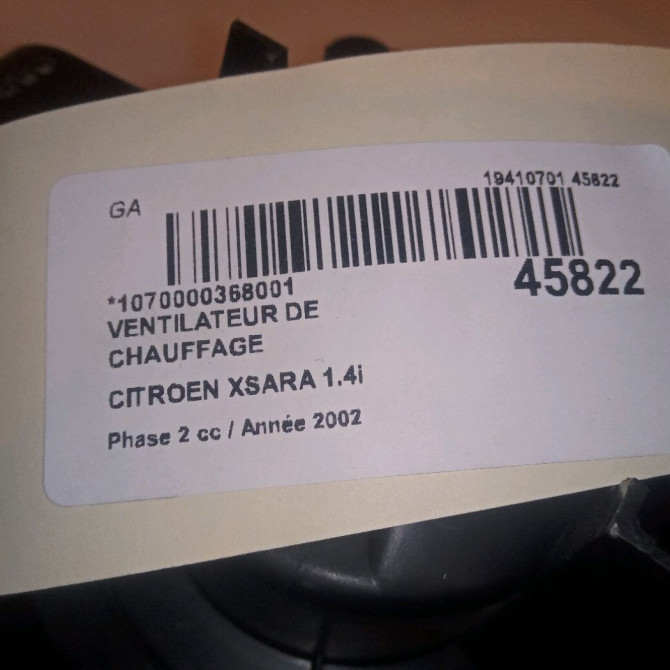 GA
19410701 45822
*1070000368001
45822
VENTILATEUR DE
CHAUFFAGE
CITROEN XSARA 1.4i
Phase 2 cc / Année 2002